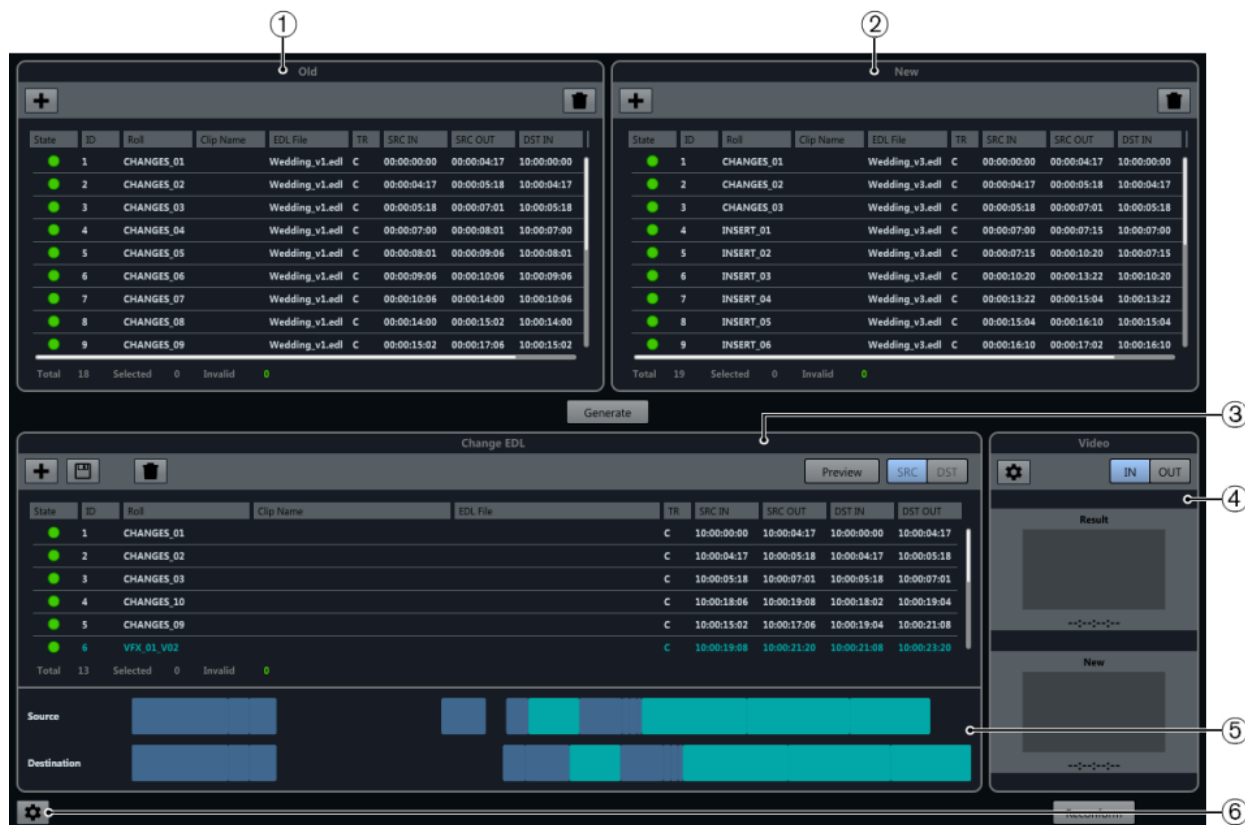 1 2
Old
State ID Roll Clip Name EDL File TR SRC IN SRC OUT DST IN
1 CHANGES_01 Wedding_v1.edl C 00:00:00:00 00:00:04:17 10:00:00:00
2 CHANGES_02 Wedding_v1.edl C 00:00:04:17 00:00:05:18 10:00:04:17
3 CHANGES_03 Wedding_v1.edl C 00:00:05:18 00:00:07:01 10:00:05:18
4 CHANGES_04 Wedding_v1.edl C 00:00:07:00 00:00:08:01 10:00:07:00
5 CHANGES_05 Wedding_v1.edl C 00:00:08:01 00:00:09:06 10:00:08:01
6 CHANGES_06 Wedding_v1.edl C 00:00:09:06 00:00:10:06 10:00:09:06
7 CHANGES_07 Wedding_v1.edl C 00:00:10:06 00:00:14:00 10:00:10:06
8 CHANGES_08 Wedding_v1.edl C 00:00:14:00 00:00:15:02 10:00:14:00
9 CHANGES_09 Wedding_v1.edl C 00:00:15:02 00:00:17:06 10:00:15:02
Total 18 Selected 0 Invalid 0
New
State ID Roll Clip Name EDL File TR SRC IN SRC OUT DST IN
1 CHANGES_01 Wedding_v3.edl C 00:00:00:00 00:00:04:17 10:00:00:00
2 CHANGES_02 Wedding_v3.edl C 00:00:04:17 00:00:05:18 10:00:04:17
3 CHANGES_03 Wedding_v3.edl C 00:00:05:18 00:00:07:01 10:00:05:18
4 INSERT_01 Wedding_v3.edl C 00:00:07:00 00:00:07:15 10:00:07:00
5 INSERT_02 Wedding_v3.edl C 00:00:07:15 00:00:10:20 10:00:07:15
6 INSERT_03 Wedding_v3.edl C 00:00:10:20 00:00:13:22 10:00:10:20
7 INSERT_04 Wedding_v3.edl C 00:00:13:22 00:00:15:04 10:00:13:22
8 INSERT_05 Wedding_v3.edl C 00:00:15:04 00:00:16:10 10:00:15:04
9 INSERT_06 Wedding_v3.edl C 00:00:16:10 00:00:17:02 10:00:16:10
Total 19 Selected 0 Invalid 0
Generate
3
Change EDL
Preview SRC DST
State ID Roll Clip Name EDL File TR SRC IN SRC OUT DST IN DST OUT
1 CHANGES_01 C 10:00:00:00 10:00:04:17 10:00:00:00 10:00:04:17
2 CHANGES_02 C 10:00:04:17 10:00:05:18 10:00:04:17 10:00:05:18
3 CHANGES_03 C 10:00:05:18 10:00:07:01 10:00:05:18 10:00:07:01
4 CHANGES_10 C 10:00:18:06 10:00:19:08 10:00:18:02 10:00:19:04
5 CHANGES_09 C 10:00:15:02 10:00:17:06 10:00:19:04 10:00:21:08
6 VFX_01_V02 C 10:00:19:08 10:00:21:20 10:00:21:08 10:00:23:20
Total 13 Selected 0 Invalid 0
Source
Destination
Video
IN OUT
4
Result
--:--:--:--
New
--:--:--:--
5
Reconform
6